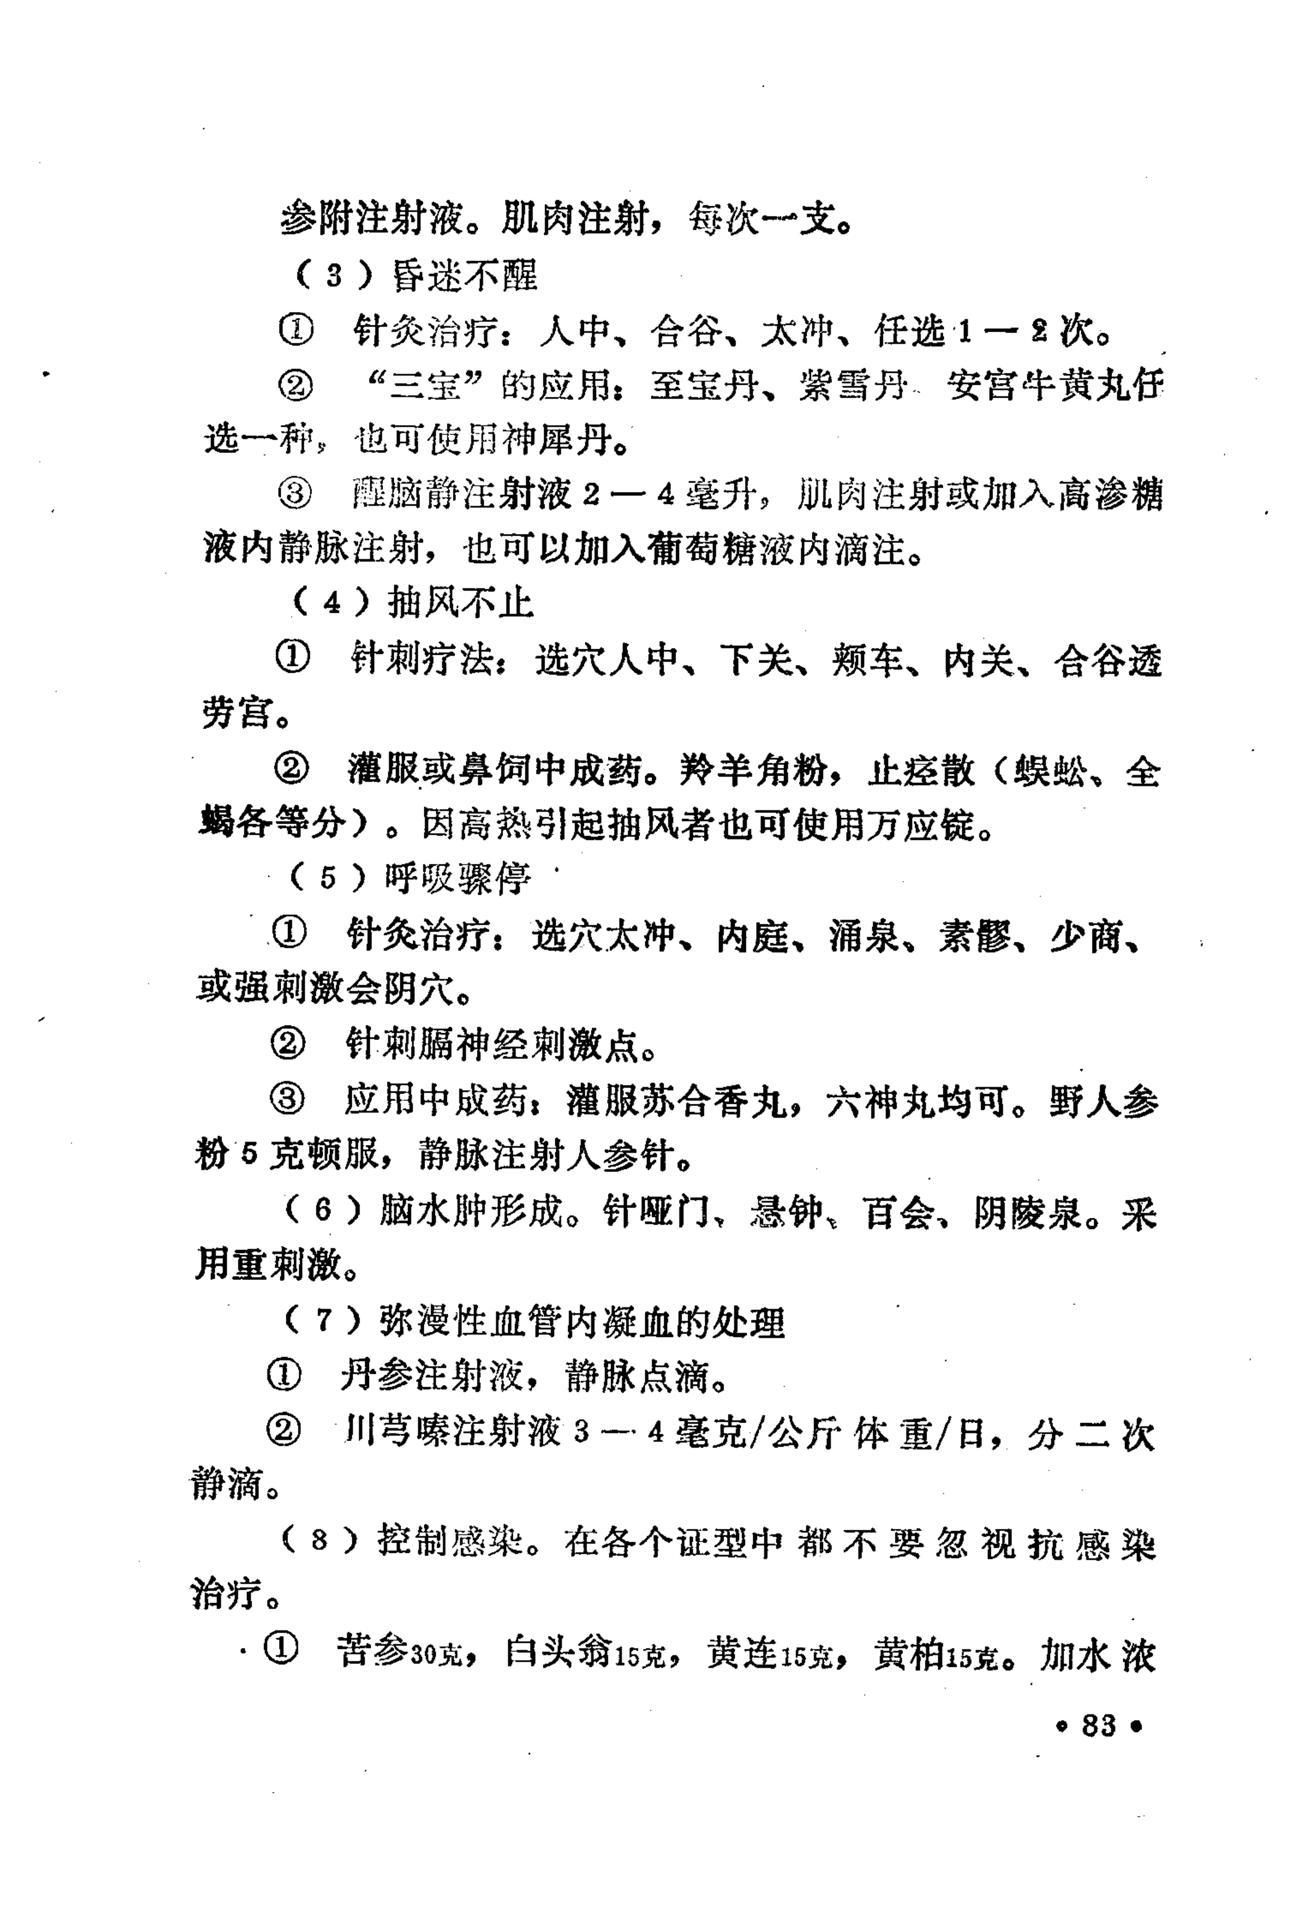 参附注射液。肌肉注射，每次一支。
（3）昏迷不醒
① 针灸治疗：人中、合谷、太冲、任选1一2次。
② “三宝”的应用：至宝丹、紫雪丹 安宫牛黄丸任
选一种，也可使用神犀丹。
③ 醒脑静注射液2一4毫升，肌肉注射或加入高渗糖
液内静脉注射，也可以加入葡萄糖液内滴注。
（4）抽风不止
① 针刺疗法：选穴人中、下关、颊车、内关、合谷透
劳宫。
② 灌服或鼻饲中成药。羚羊角粉，止痉散（蜈蚣、全
蝎各等分）。因高热引起抽风者也可使用万应锭。
（5）呼吸骤停
① 针灸治疗：选穴太冲、内庭、涌泉、素髎、少商、
或强刺激会阴穴。
② 针刺膈神经刺激点。
③ 应用中成药：灌服苏合香丸，六神丸均可。野人参
粉5克顿服，静脉注射人参针。
（6）脑水肿形成。针哑门、悬钟、百会、阴陵泉。采
用重刺激。
（7）弥漫性血管内凝血的处理
① 丹参注射液，静脉点滴。
② 川芎嗪注射液3一4毫克/公斤体重/日，分二次
静滴。
（8）控制感染。在各个证型中都不要忽视抗感染
治疗。
① 苦参30克，白头翁15克，黄连15克，黄柏15克。加水浓
• 83 •